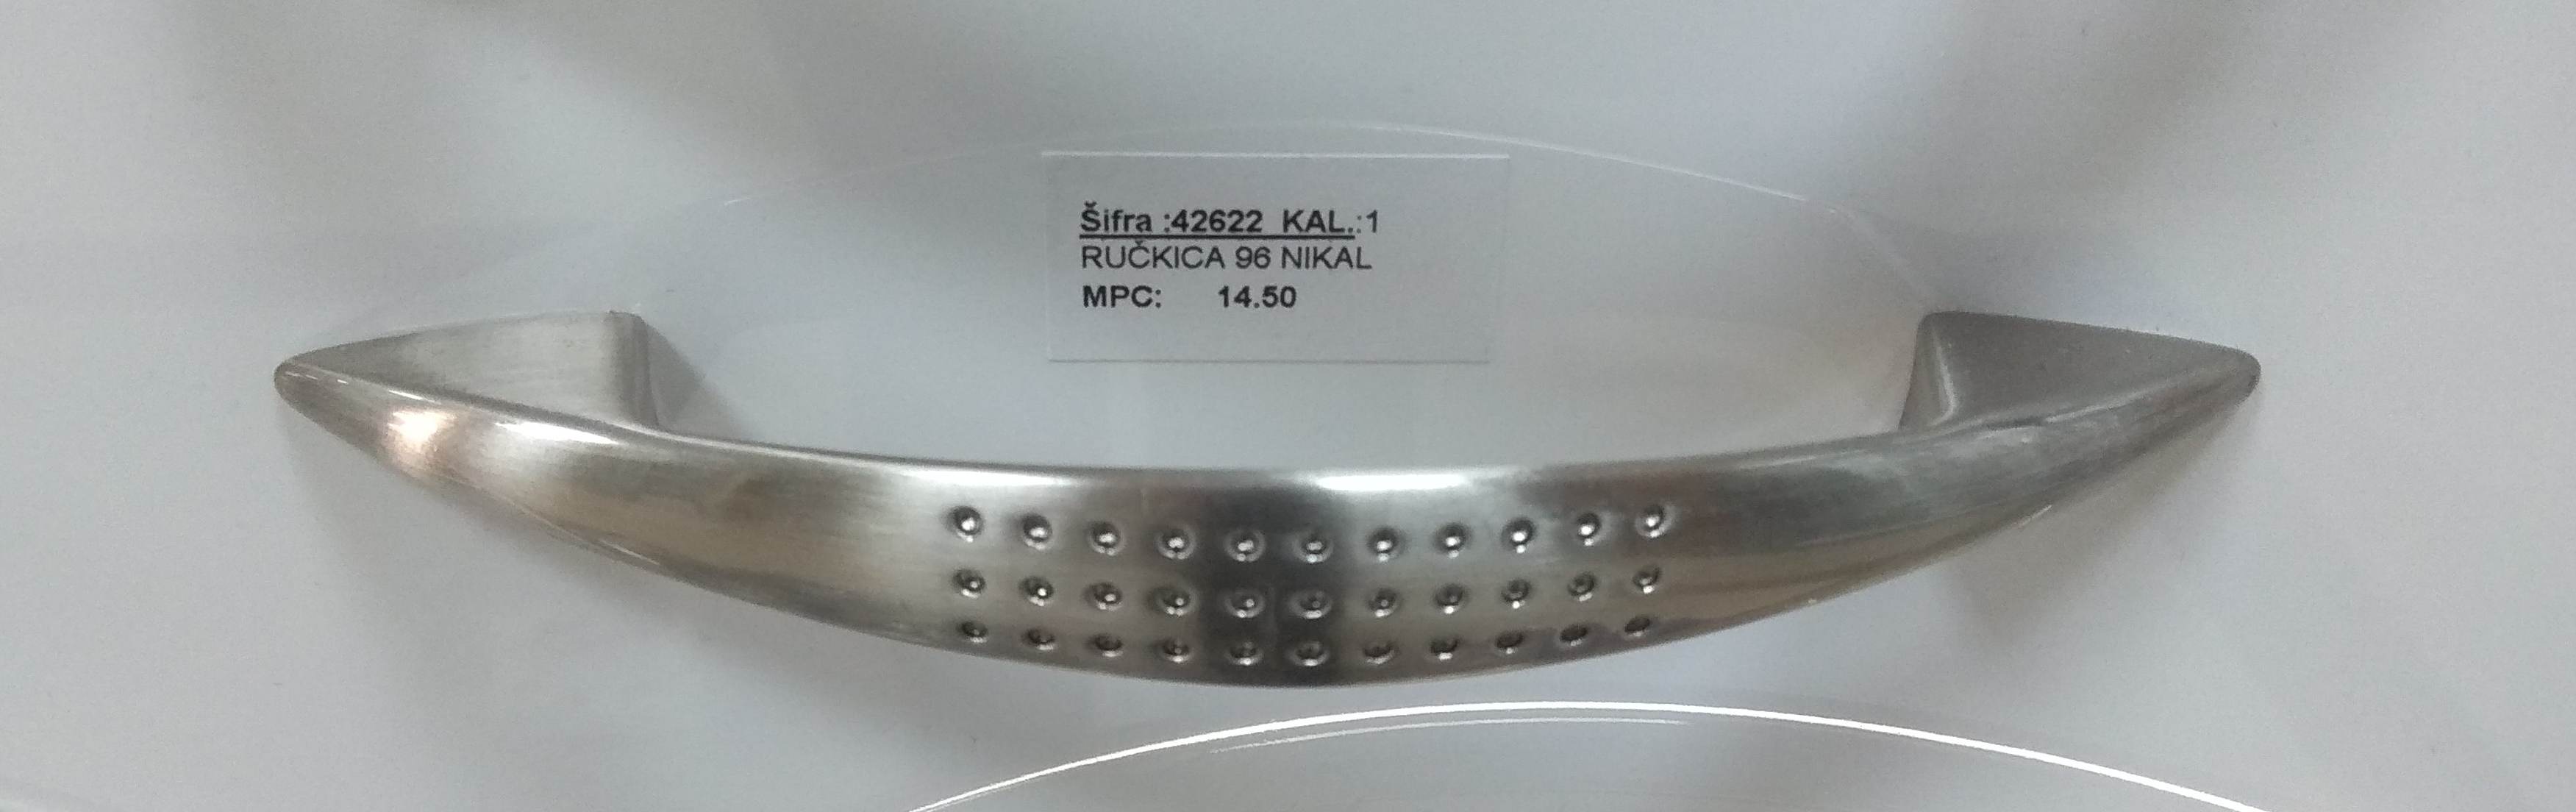 Šifra :42622 KAL.:1
RUČKICA 96 NIKAL
MPC: 14.50